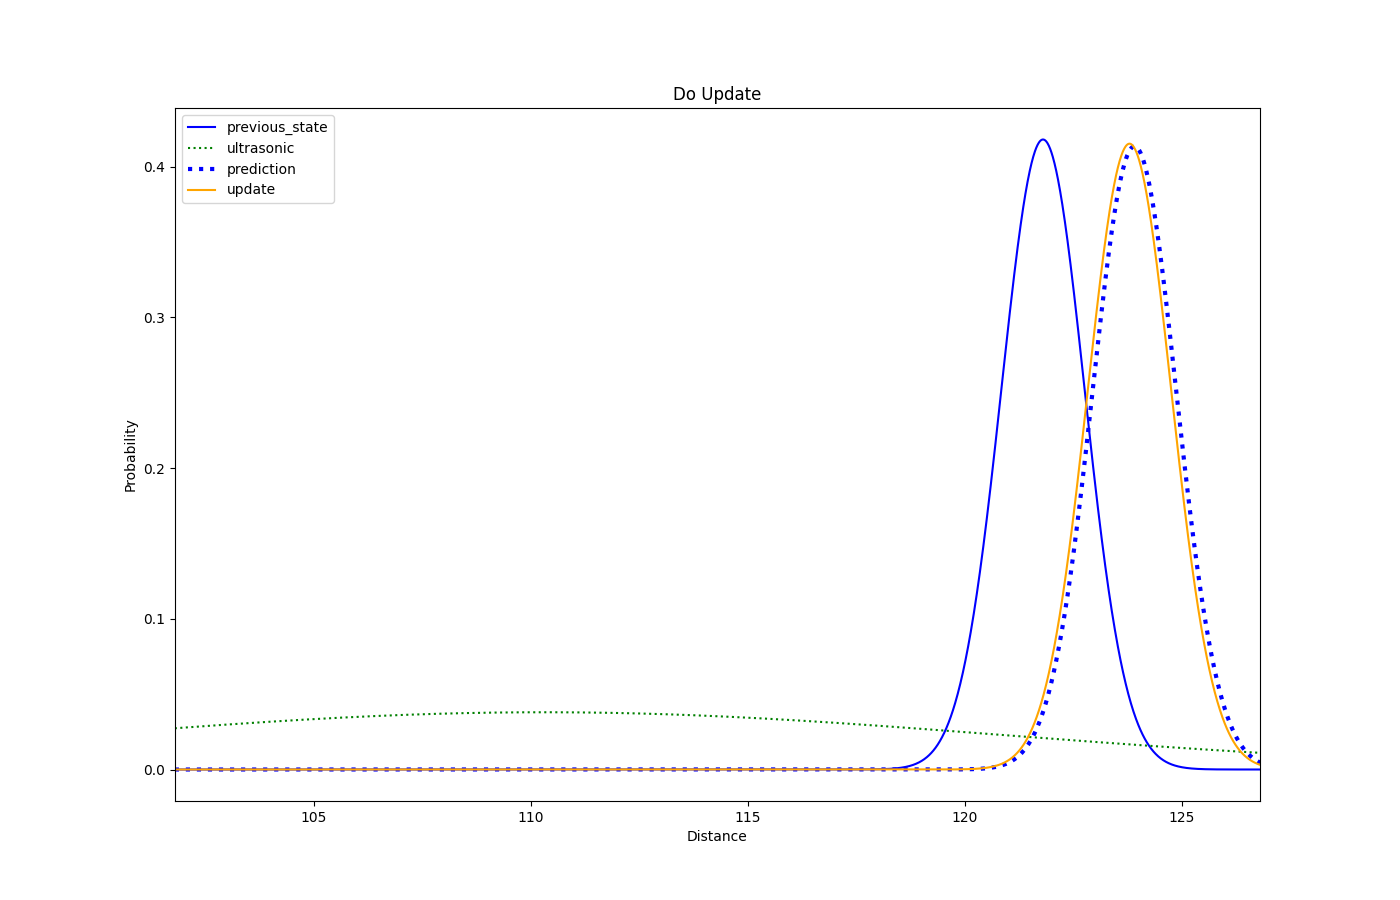 Do Update
previous_state
ultrasonic
prediction
update
0.4
0.3
0.2
0.1
0.0
Probability
105
110
115
120
125
Distance